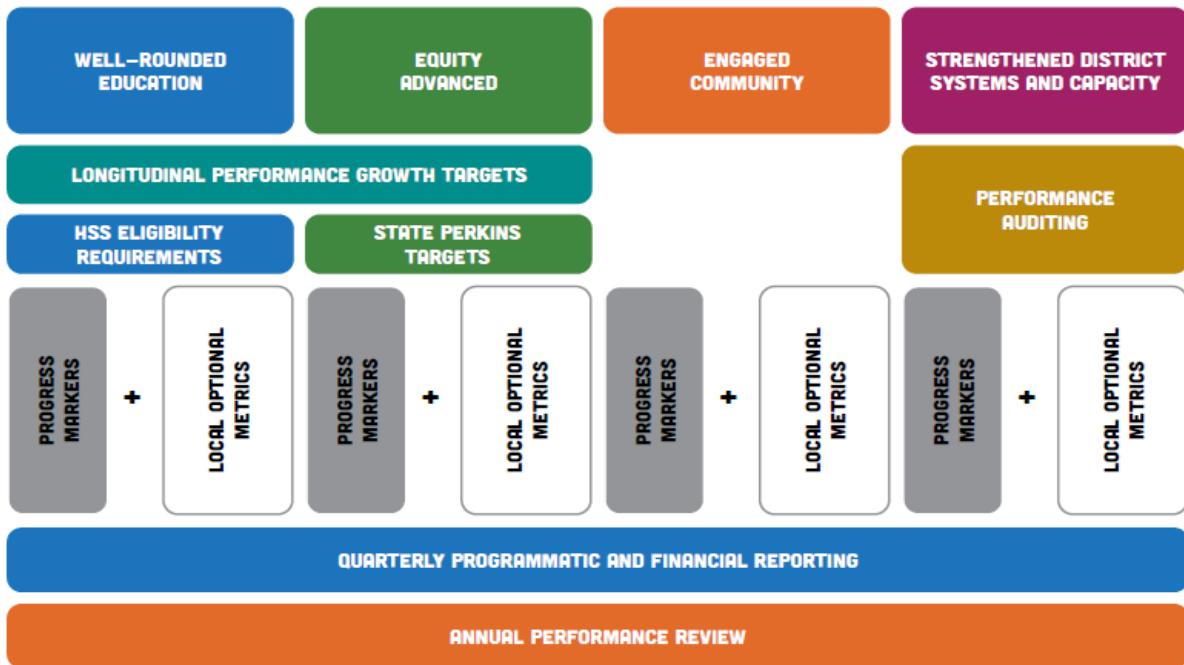 WELL-ROUNDED
EDUCATION
EQUITY
ADVANCED
ENGAGED
COMMUNITY
STRENGTHENED DISTRICT
SYSTEMS AND CAPACITY
LONGITUDINAL PERFORMANCE GROWTH TARGETS
PERFORMANCE
AUDITING
HSS ELIGIBILITY
REQUIREMENTS
STATE PERKINS
TARGETS
PROGRESS
MARKERS
+
LOCAL OPTIONAL
METRICS
PROGRESS
MARKERS
+
LOCAL OPTIONAL
METRICS
PROGRESS
MARKERS
+
LOCAL OPTIONAL
METRICS
PROGRESS
MARKERS
+
LOCAL OPTIONAL
METRICS
QUARTERLY PROGRAMMATIC AND FINANCIAL REPORTING
ANNUAL PERFORMANCE REVIEW